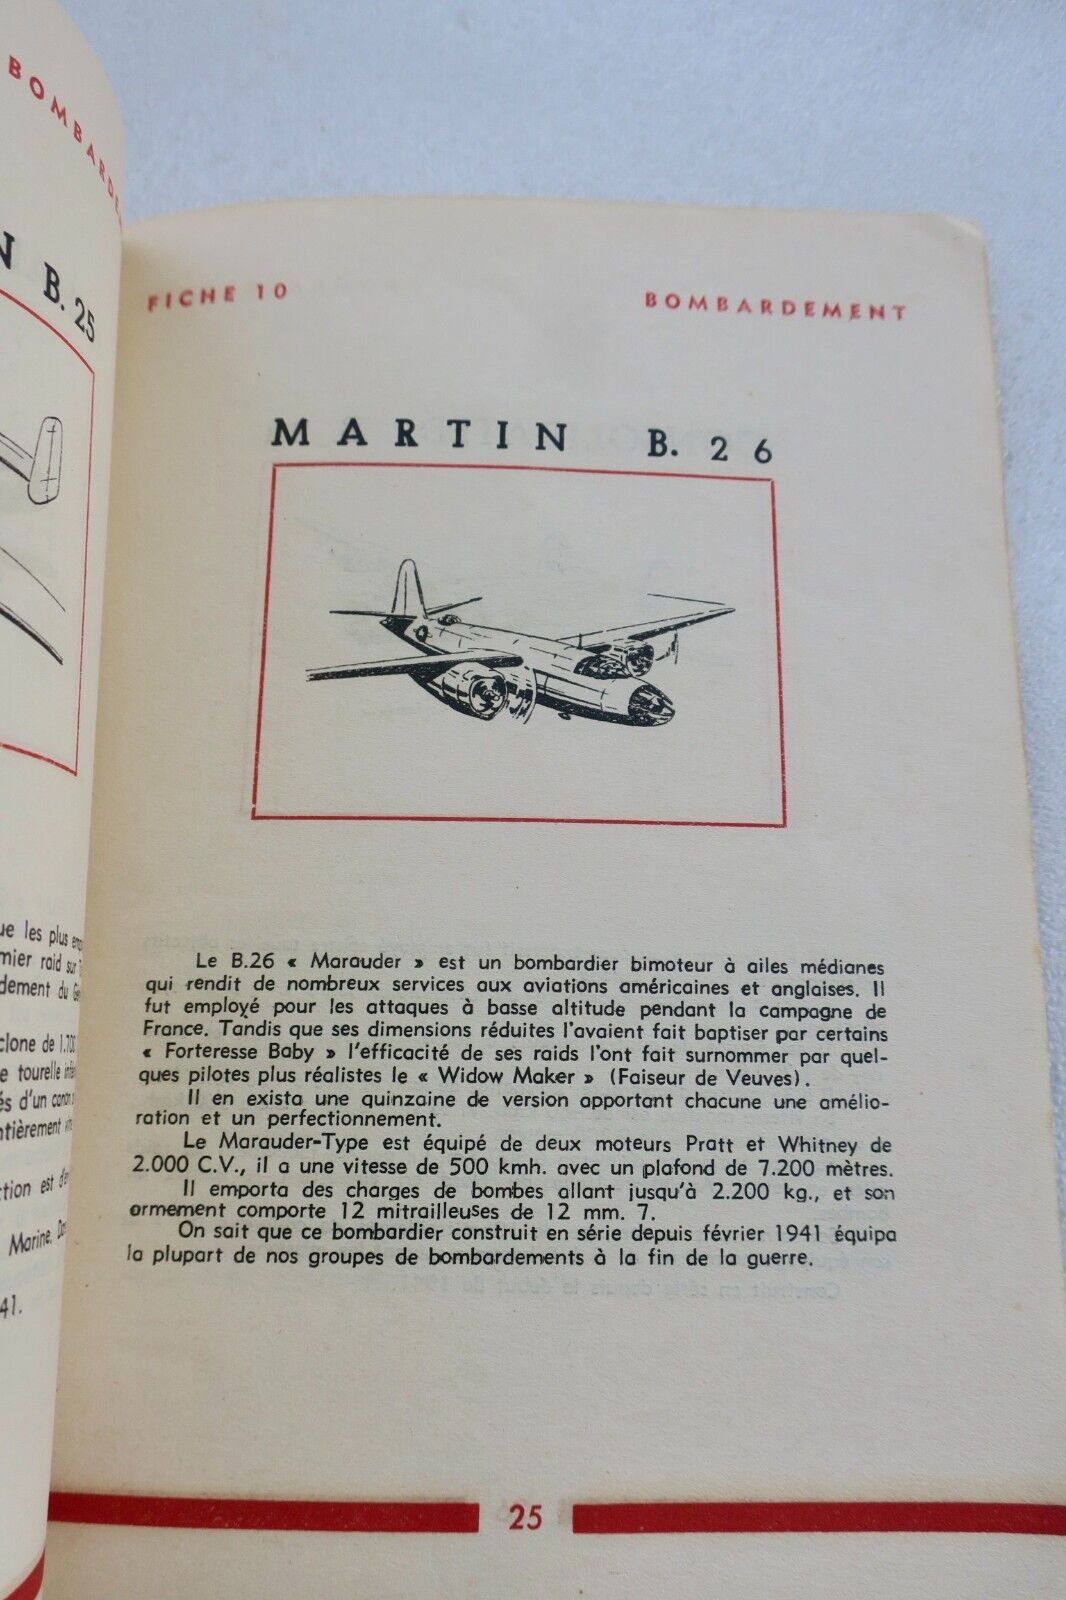 BOMBARDE
N B. 25
ue les plus
mier raid sur
dement du
clone de 1.700
e tourelle
és d'un canon
ntièrement
ction est
Marine.
41.
FICHE 10
BOMBARDEMENT
MARTIN B. 26
Le B.26 « Marauder » est un bombardier bimoteur à ailes médianes
qui rendit de nombreux services aux aviations américaines et anglaises. Il
fut employé pour les attaques à basse altitude pendant la campagne de
France. Tandis que ses dimensions réduites l'avaient fait baptiser par certains
« Forteresse Baby » l'efficacité de ses raids l'ont fait surnommer par quel-
ques pilotes plus réalistes le « Widow Maker » (Faiseur de Veuves).
Il en exista une quinzaine de version apportant chacune une amélio-
ration et un perfectionnement.
Le Marauder-Type est équipé de deux moteurs Pratt et Whitney de
2.000 C.V., il a une vitesse de 500 kmh. avec un plafond de 7.200 mètres.
Il emporta des charges de bombes allant jusqu'à 2.200 kg., et son
armement comporte 12 mitrailleuses de 12 mm. 7.
On sait que ce bombardier construit en série depuis février 1941 équipa
la plupart de nos groupes de bombardements à la fin de la guerre.
25